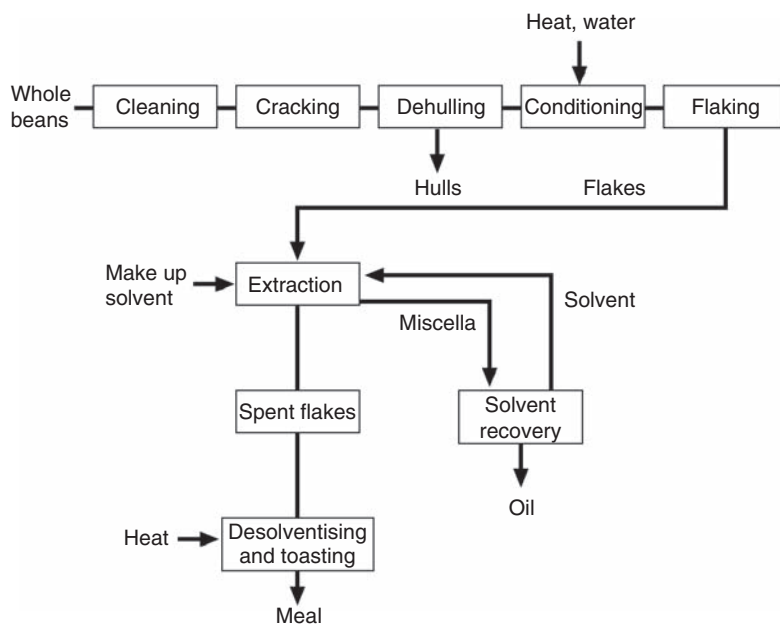 Heat, water
Whole
beans
Cleaning
Cracking
Dehulling
Conditioning
Flaking
Hulls
Flakes
Make up
solvent
Extraction
Solvent
Miscella
Spent flakes
Solvent
recovery
Oil
Heat
Desolventising
and toasting
Meal